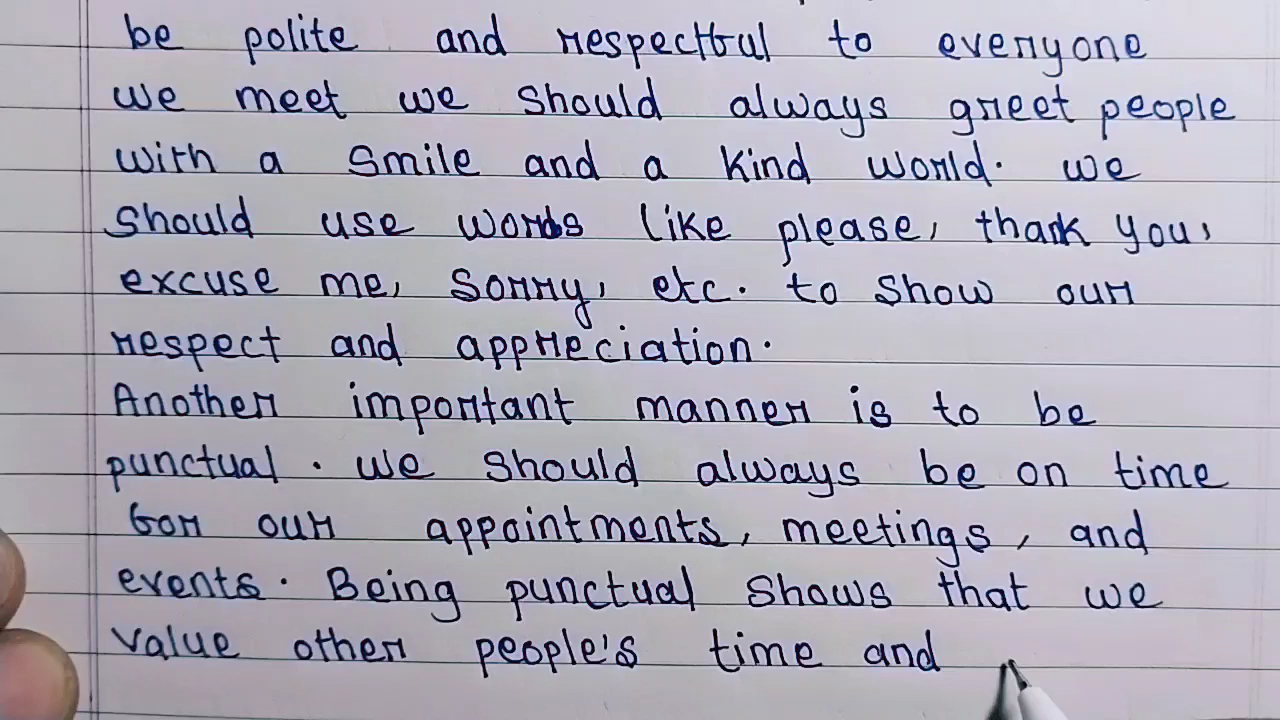 be polite and respectful to everyone
we meet we should always greet people
with a smile and a kind world. we
should use words like please, thank you,
excuse me, sorry, etc. to show our
respect and appreciation.
Another important manner is to be
punctual. we should always be on time
for our appointments, meetings, and
events. Being punctual shows that we
value other people's time and